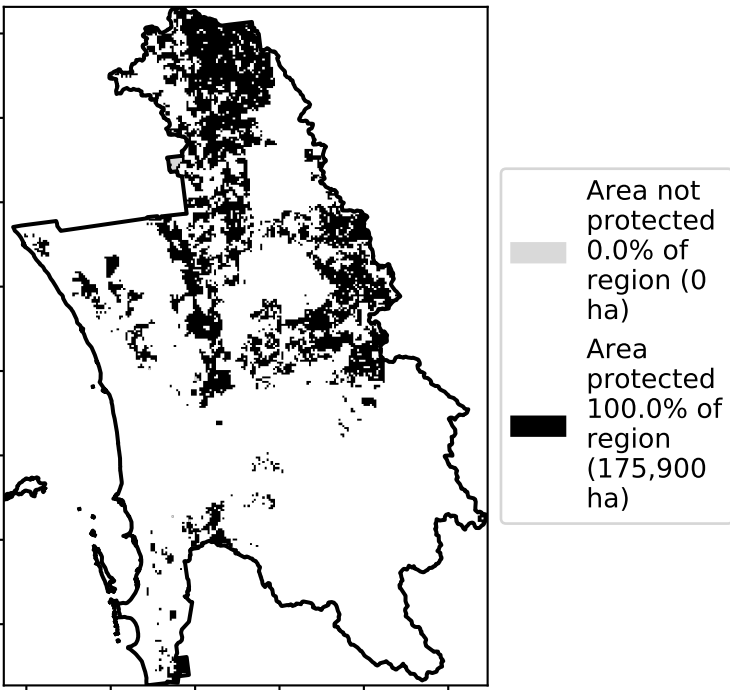 Area not
protected
0.0% of
region (0
ha)
Area
protected
100.0% of
region
(175,900
ha)